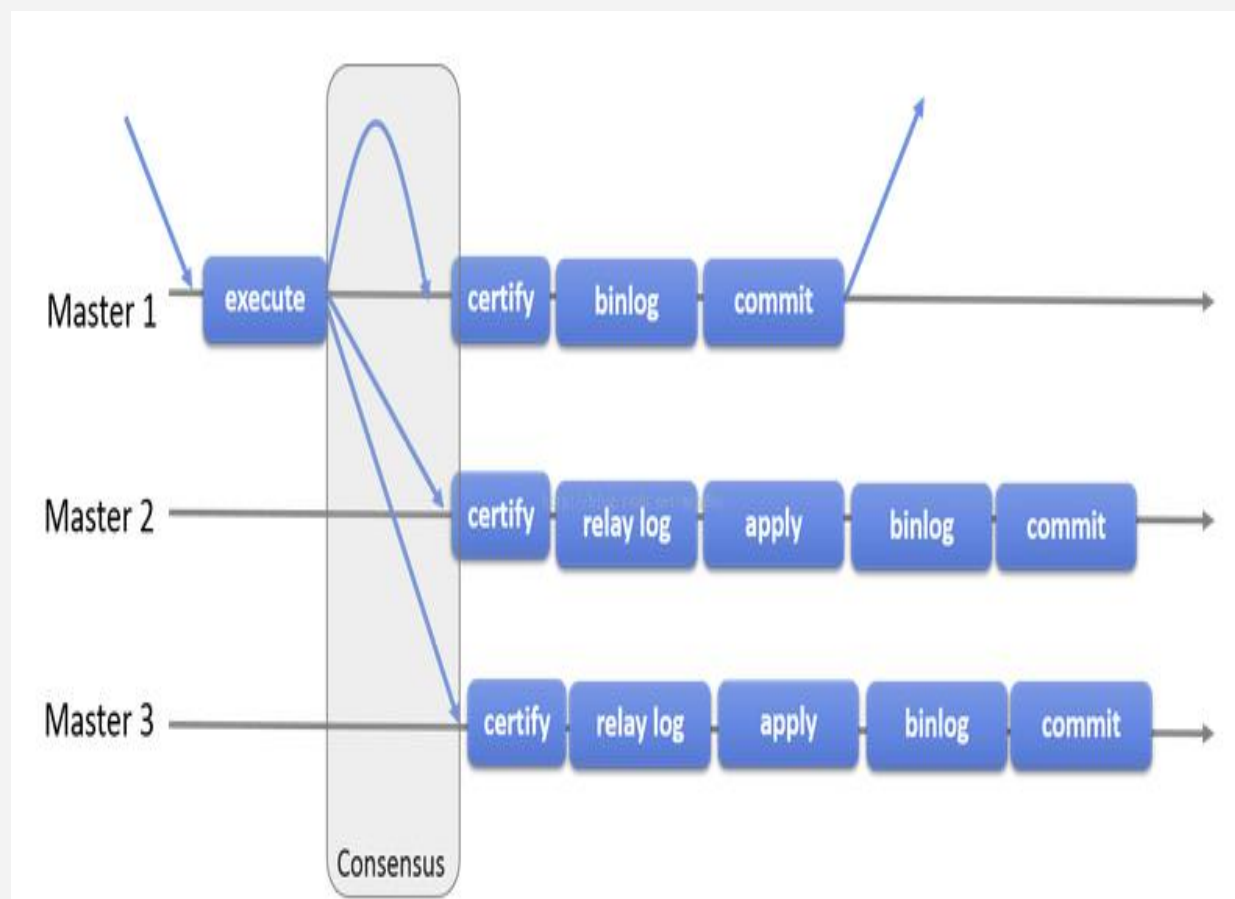 Master 1
execute
certify
binlog
commit
Master 2
certify
relay log
apply
binlog
commit
Master 3
certify
relay log
apply
binlog
commit
Consensus